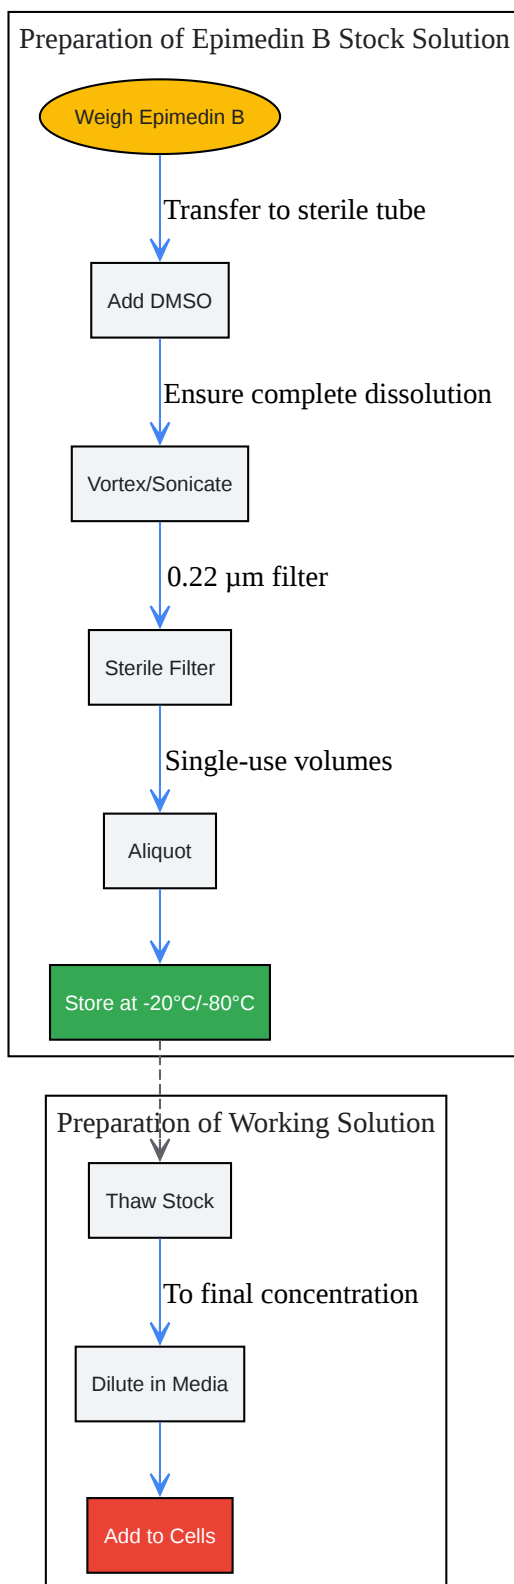 Preparation of Epimedin B Stock Solution
Weigh Epimedin B
Transfer to sterile tube
Add DMSO
Ensure complete dissolution
Vortex/Sonicate
0.22 µm filter
Sterile Filter
Single-use volumes
Aliquot
Store at -20°C/-80°C
Preparation of Working Solution
Thaw Stock
To final concentration
Dilute in Media
Add to Cells